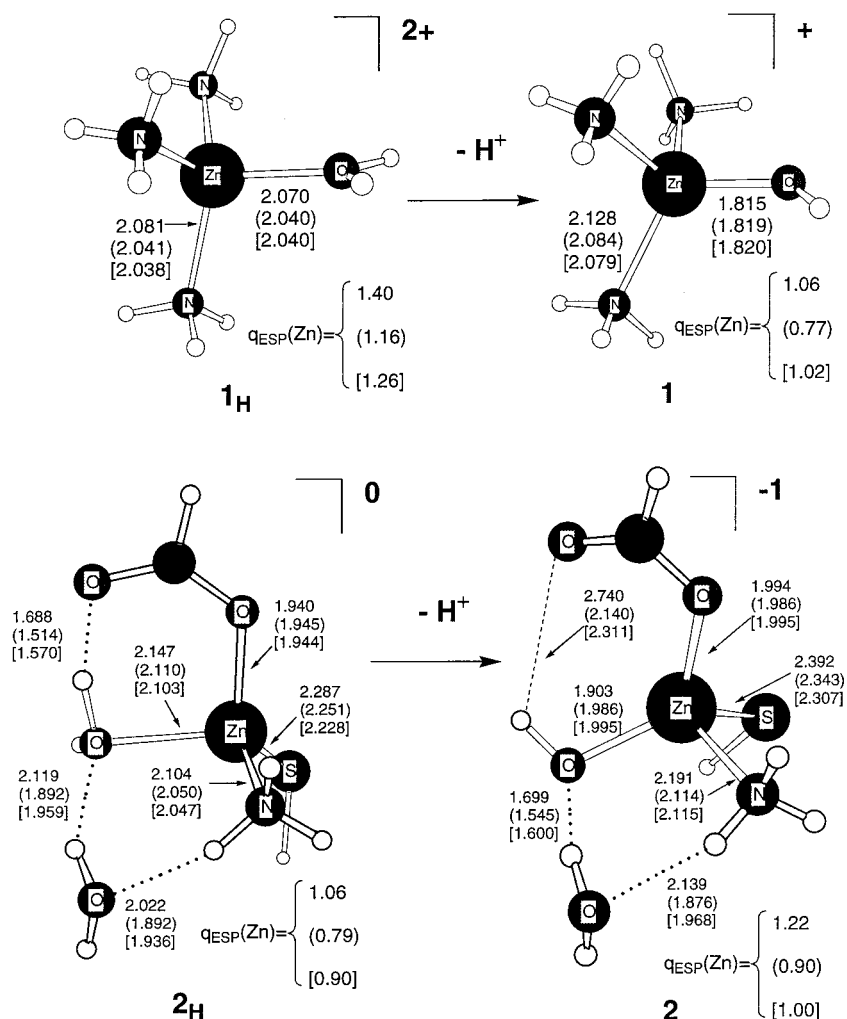 2+
+
N
N
Zn
O
N
2.070
(2.040)
[2.040]
2.081
(2.041)
[2.038]
qESP(Zn)=
1.40
(1.16)
[1.26]
1H
- H+
N
N
Zn
O
N
1.815
(1.819)
[1.820]
2.128
(2.084)
[2.079]
qESP(Zn)=
1.06
(0.77)
[1.02]
1
0
O
O
1.688
(1.514)
[1.570]
1.940
(1.945)
[1.944]
2.147
(2.110)
[2.103]
2.287
(2.251)
[2.228]
Zn
O
S
2.119
(1.892)
[1.959]
2.104
(2.050)
[2.047]
N
O
2.022
(1.892)
[1.936]
qESP(Zn)=
1.06
(0.79)
[0.90]
2H
- H+
-1
O
O
2.740
(2.140)
[2.311]
1.994
(1.986)
[1.995]
2.392
(2.343)
[2.307]
1.903
(1.986)
[1.995]
Zn
S
O
2.191
(2.114)
[2.115]
N
1.699
(1.545)
[1.600]
O
2.139
(1.876)
[1.968]
qESP(Zn)=
1.22
(0.90)
[1.00]
2